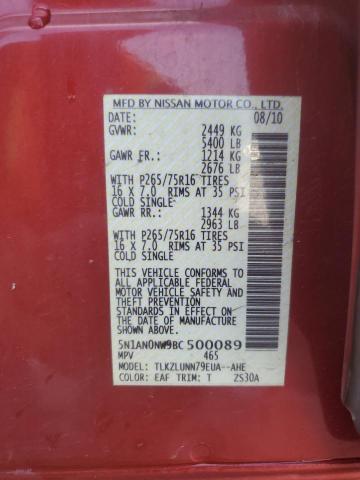 MFD BY NISSAN MOTOR CO., LTD.
DATE: 08/10
GVWR: 2449 KG
5400 LB
GAWR FR: 1214 KG
2676 LB
WITH P265/75R16 TIRES
16 X 7.0 RIMS AT 35 PSI
COLD SINGLE
GAWR RR: 1344 KG
2963 LB
WITH P265/75R16 TIRES
16 X 7.0 RIMS AT 35 PSI
COLD SINGLE
THIS VEHICLE CONFORMS TO
ALL APPLICABLE FEDERAL
MOTOR VEHICLE SAFETY AND
THEFT PREVENTION
STANDARDS IN EFFECT ON
THE DATE OF MANUFACTURE
SHOWN ABOVE.
5N1AN0NW9BC500089
MPV 465
MODEL: TLKZLUNN79EUA--AHE
COLOR: EAF TRIM: T ZS30A